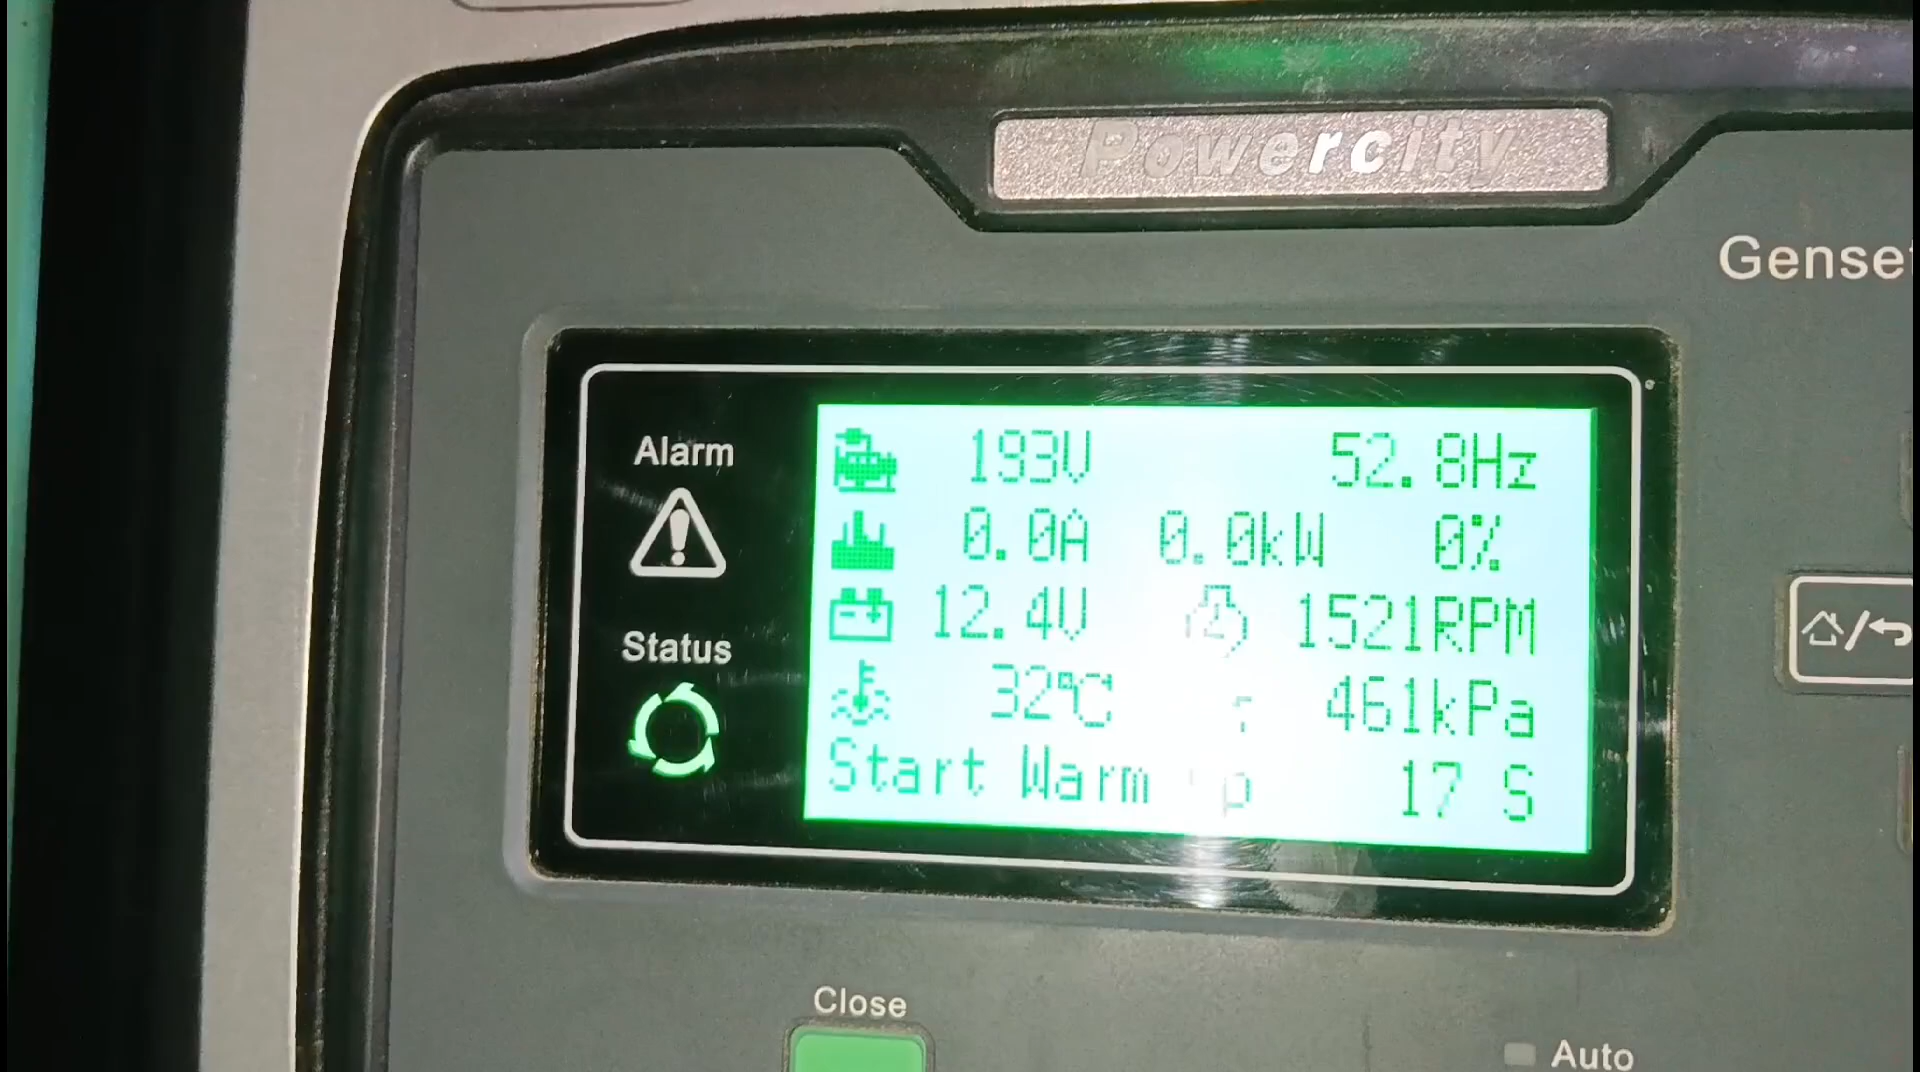 Powercity
Genset
Alarm
Status
193V 52.8Hz
0.0A 0.0kW 0%
12.4V 1521RPM
32℃ 461kPa
Start Warm p 17 S
Close
Auto